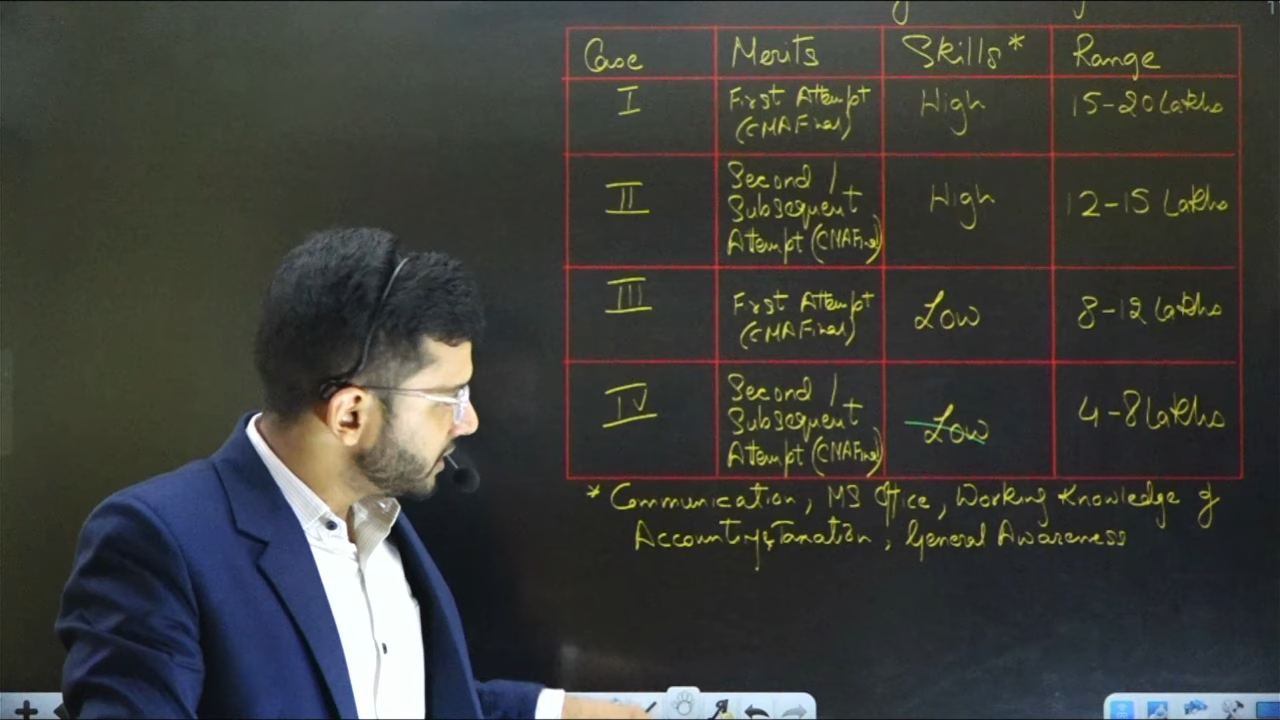 Case Merits Skills* Range
I First Attempt High 15-20 Lakhs
(CMA Final)
II Second / High 12-15 Lakhs
Subsequent
Attempt (CMA Final)
III First Attempt Low 8-12 Lakhs
(CMA Final)
IV Second / Low 4-8 Lakhs
Subsequent
Attempt (CMA Final)
* Communication, MS Office, Working Knowledge of
Accounting & Taxation, General Awareness